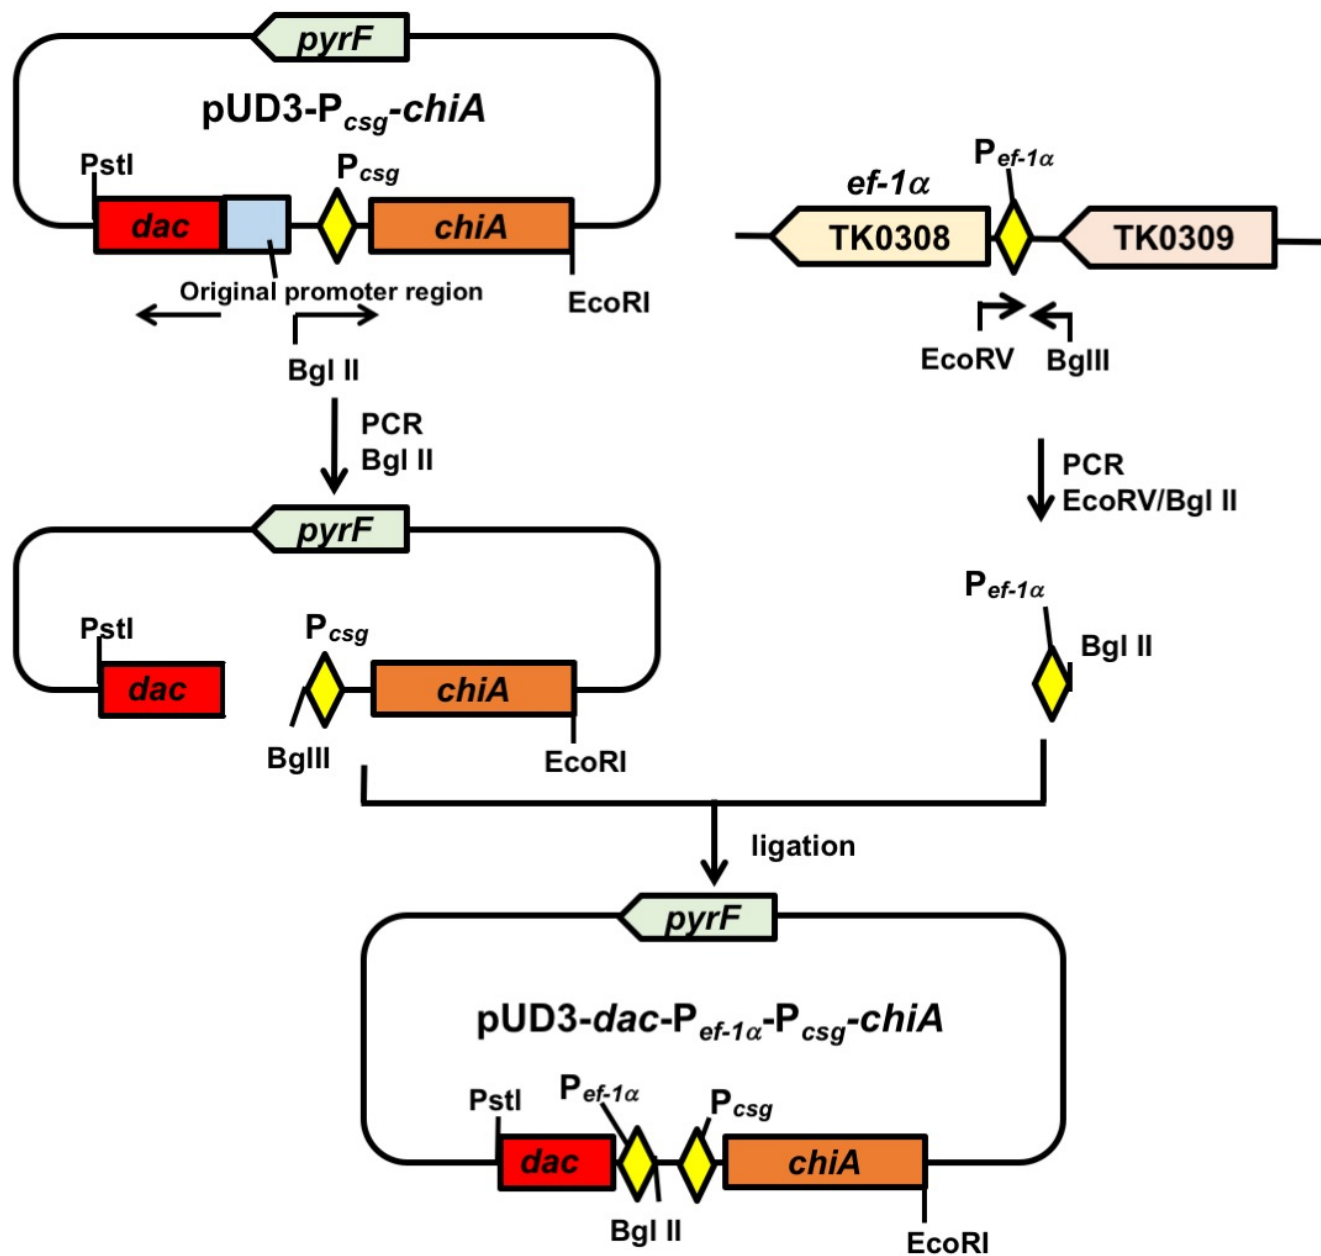 pyrF
pUD3-Pcsg-chiA
PstI
Pcsg
dac
chiA
Original promoter region
EcoRI
Bgl II
Pef-1α
ef-1α
TK0308
TK0309
EcoRV
BglII
PCR
Bgl II
PCR
EcoRV/Bgl II
pyrF
PstI
Pcsg
dac
chiA
BglII
EcoRI
Pef-1α
Bgl II
ligation
pyrF
pUD3-dac-Pef-1α-Pcsg-chiA
PstI
Pef-1α
Pcsg
dac
chiA
Bgl II
EcoRI